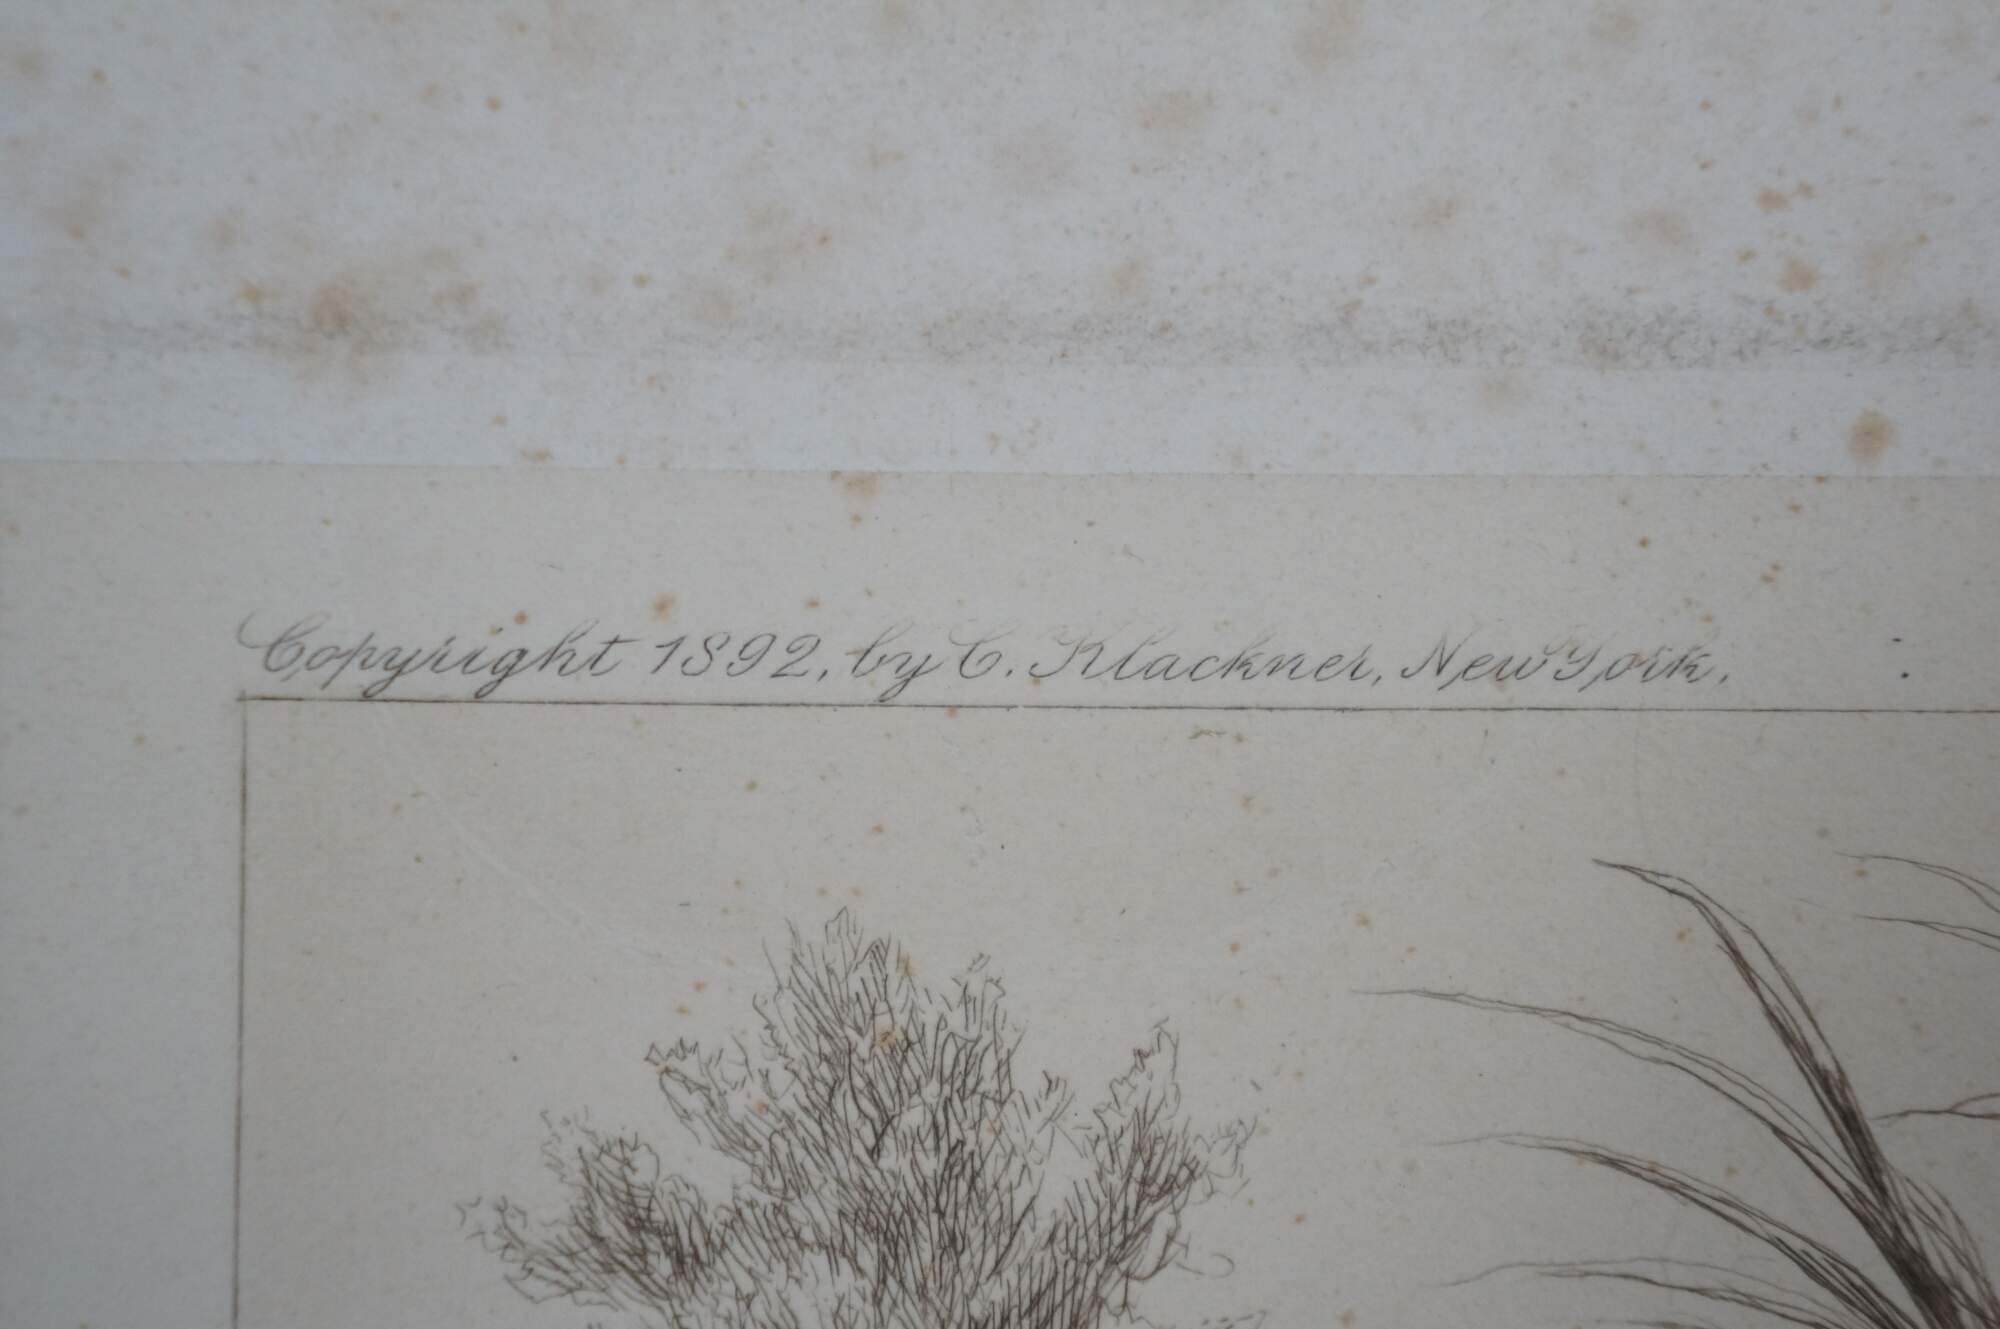 Copyright 1892, by C. Klackner, New York.